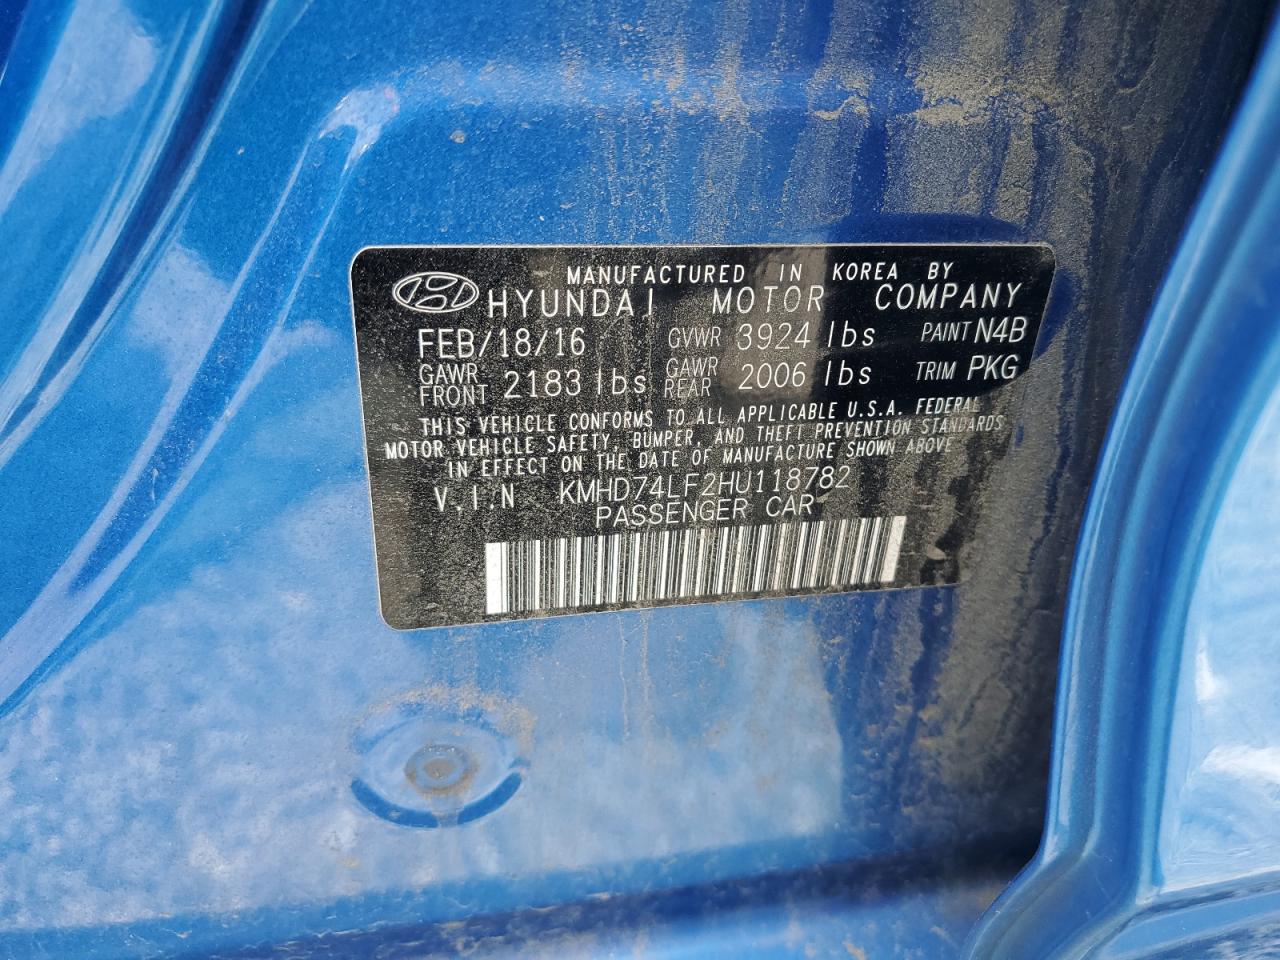 MANUFACTURED IN KOREA BY
HYUNDAI MOTOR COMPANY
FEB/18/16 GVWR 3924 lbs PAINT N4B
GAWR FRONT 2183 lbs GAWR REAR 2006 lbs TRIM PKG
THIS VEHICLE CONFORMS TO ALL APPLICABLE U.S.A. FEDERAL
MOTOR VEHICLE SAFETY, BUMPER, AND THEFT PREVENTION STANDARDS
IN EFFECT ON THE DATE OF MANUFACTURE SHOWN ABOVE
V.I.N KMHD74LF2HU118782
PASSENGER CAR